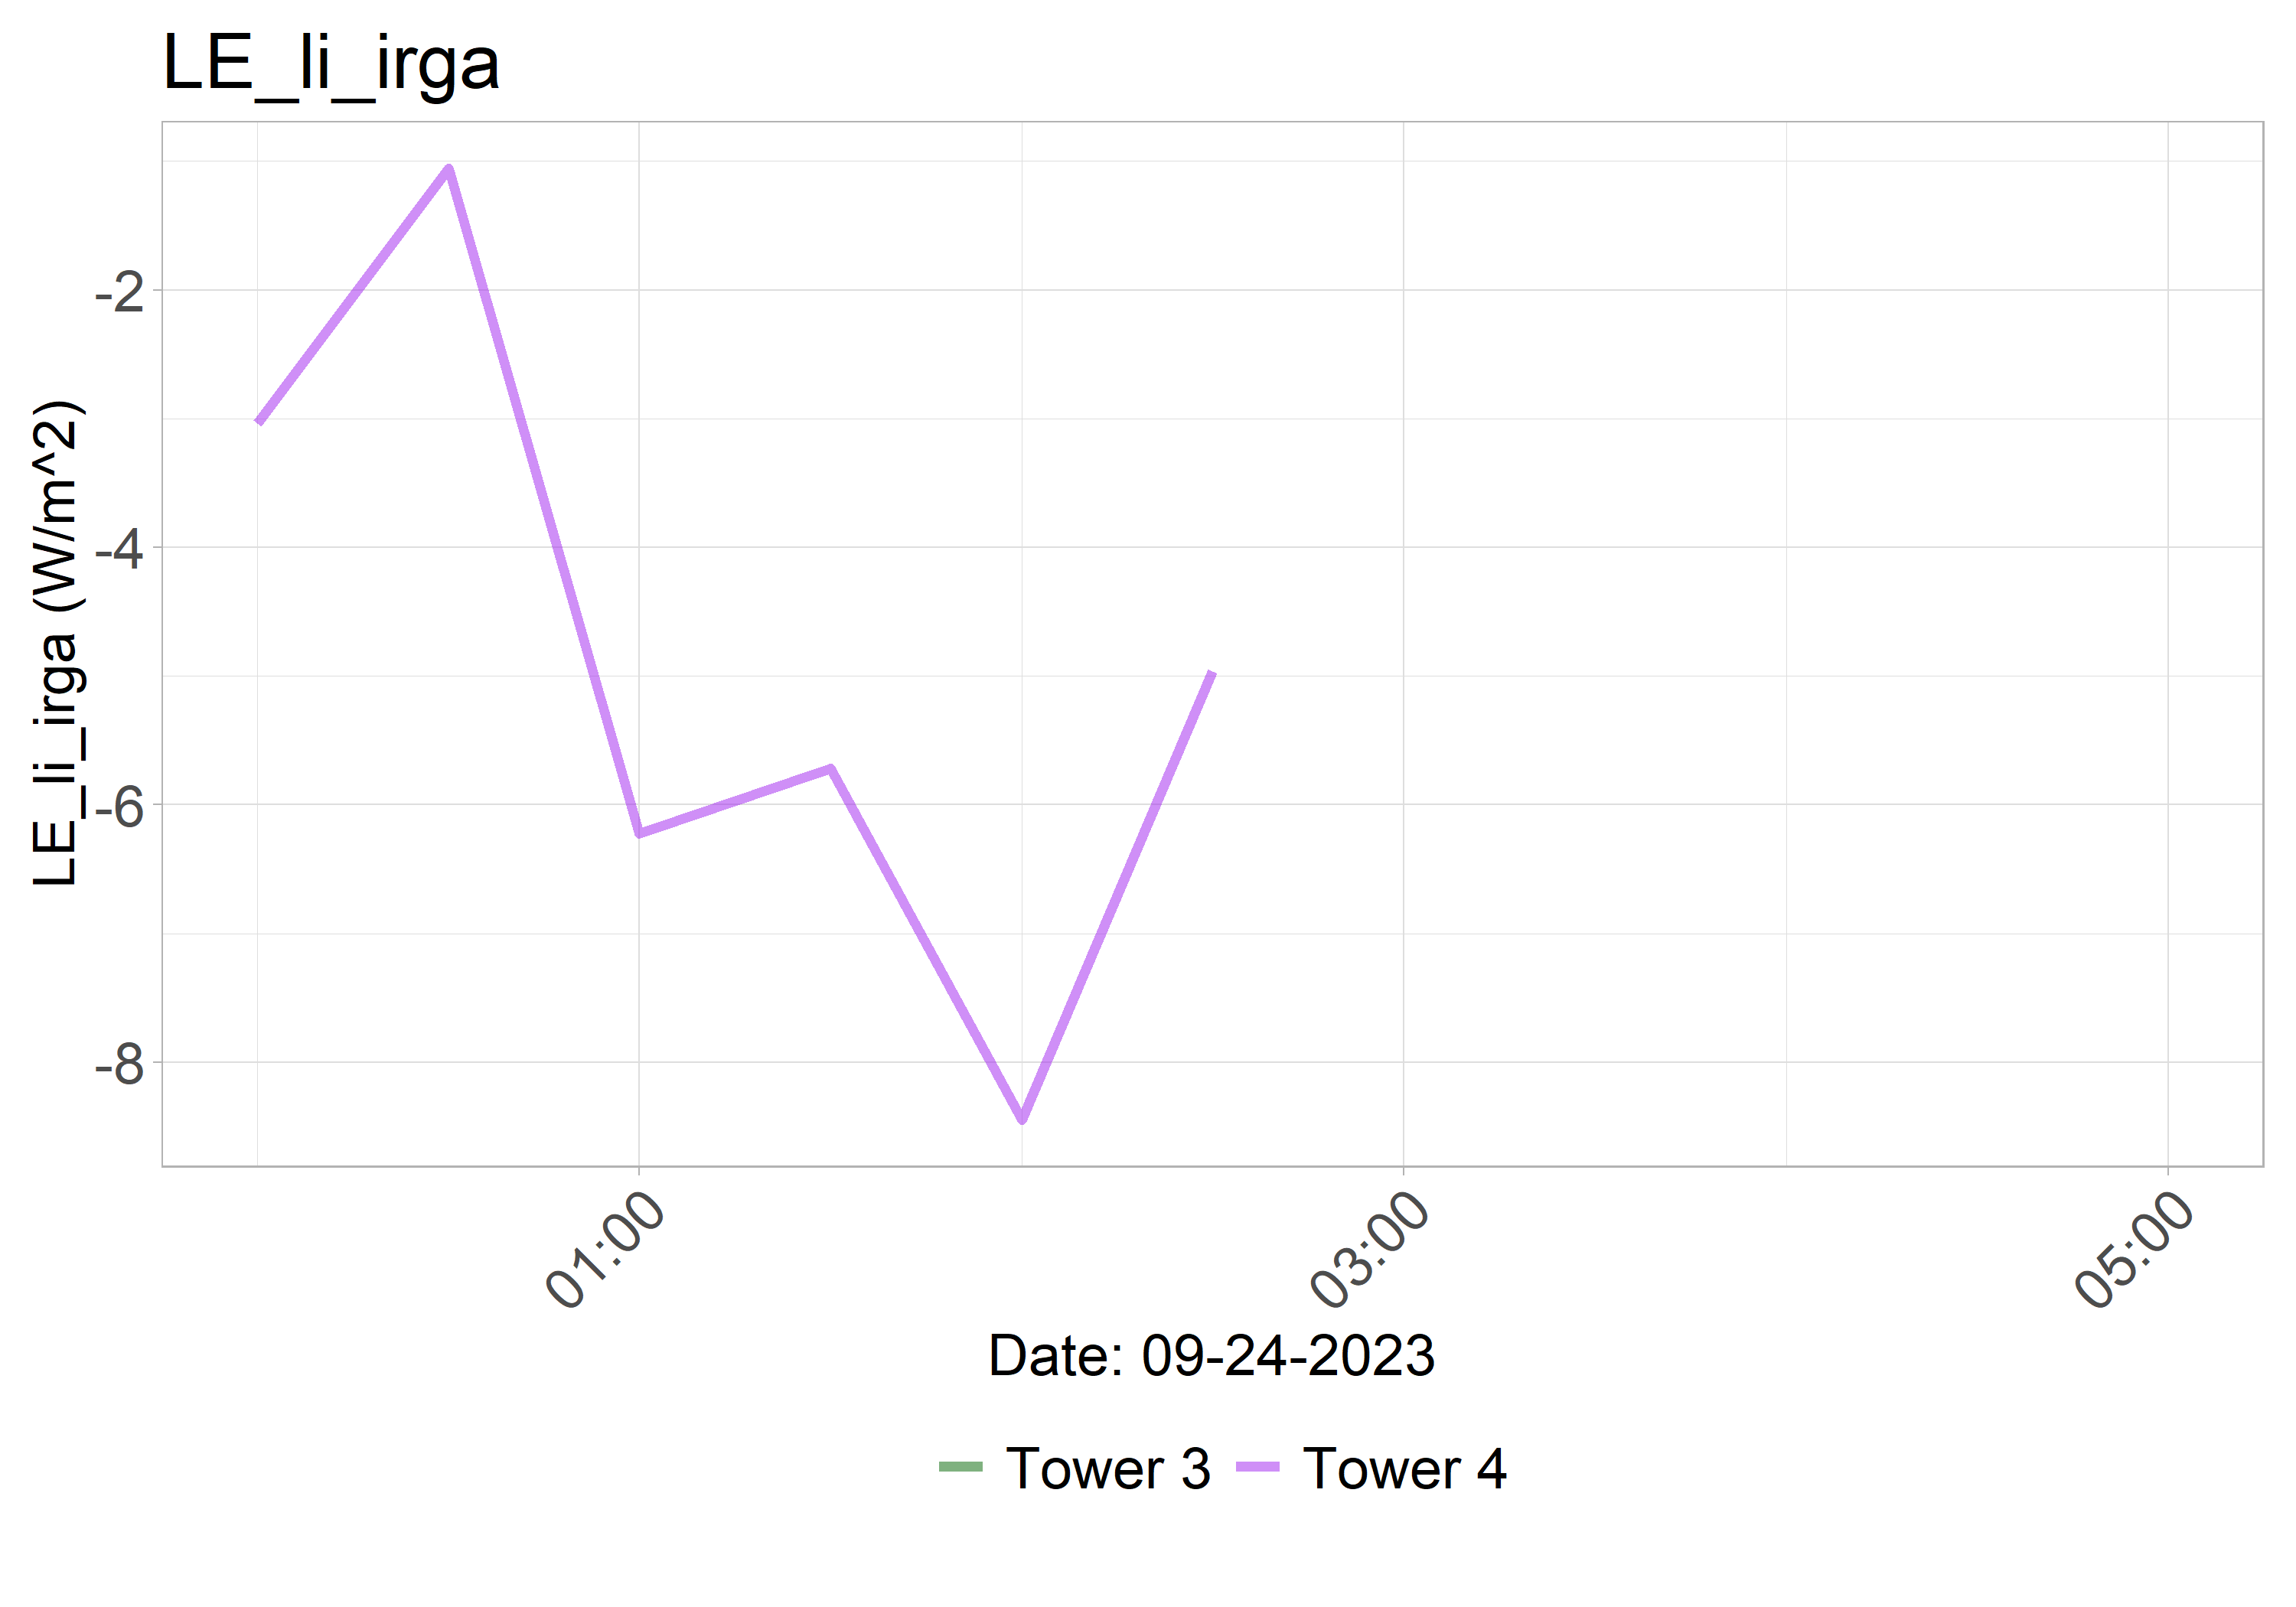 LE_li_irga
LE_li_irga (W/m^2)
-2
-4
-6
-8
01:00
03:00
05:00
Date: 09-24-2023
Tower 3 Tower 4